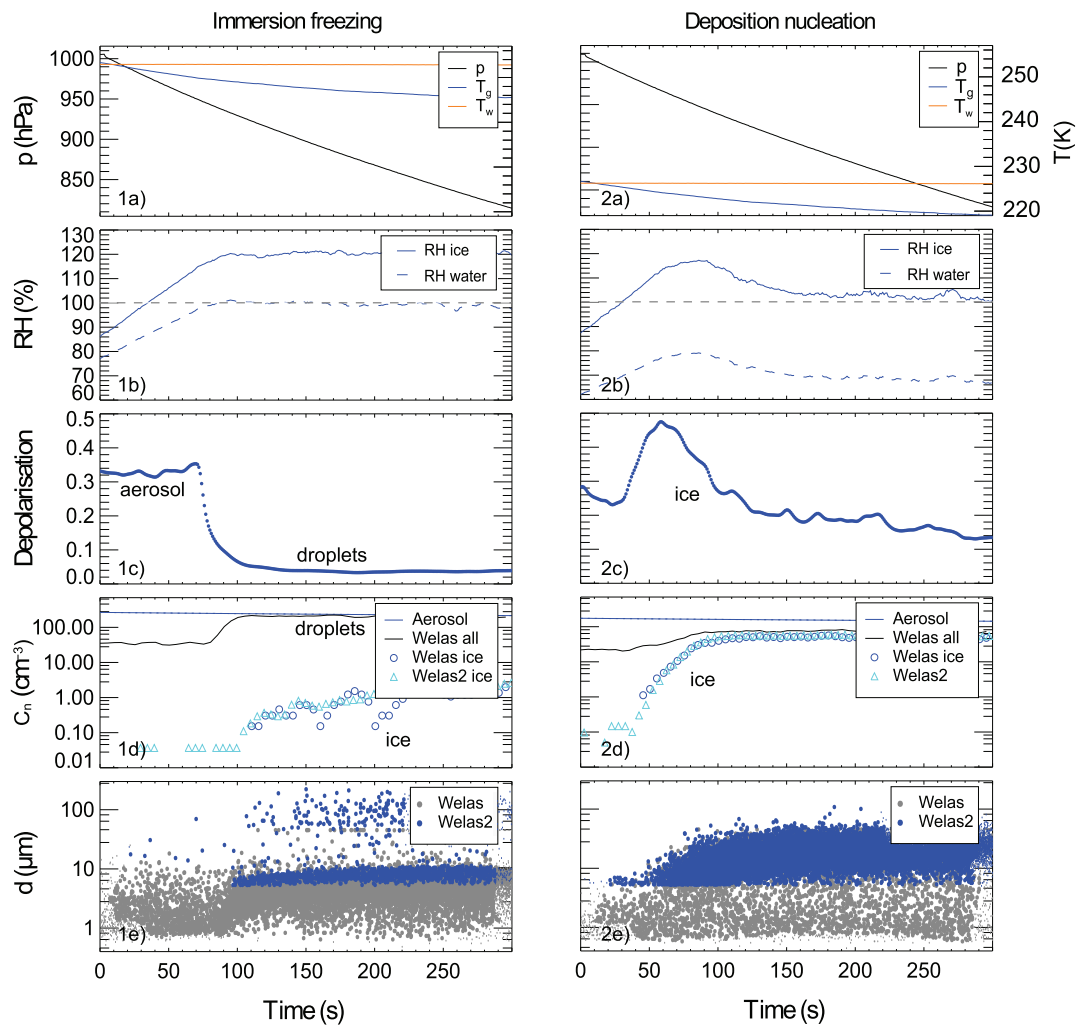 Immersion freezing
Deposition nucleation
p (hPa)
1000
950
900
850
p
Tg
Tw
1a)
p
Tg
Tw
2a)
250
240
230
220
T(K)
RH (%)
130
120
110
100
90
80
70
60
RH ice
RH water
1b)
RH ice
RH water
2b)
Depolarisation
0.5
0.4
0.3
0.2
0.1
0.0
aerosol
droplets
1c)
ice
2c)
Cn (cm-3)
100.00
10.00
1.00
0.10
0.01
droplets
Aerosol
Welas all
Welas ice
Welas2 ice
ice
1d)
Aerosol
Welas all
Welas ice
Welas2
ice
2d)
d (µm)
100
10
1
Welas
Welas2
1e)
Welas
Welas2
2e)
0 50 100 150 200 250
0 50 100 150 200 250
Time (s)
Time (s)